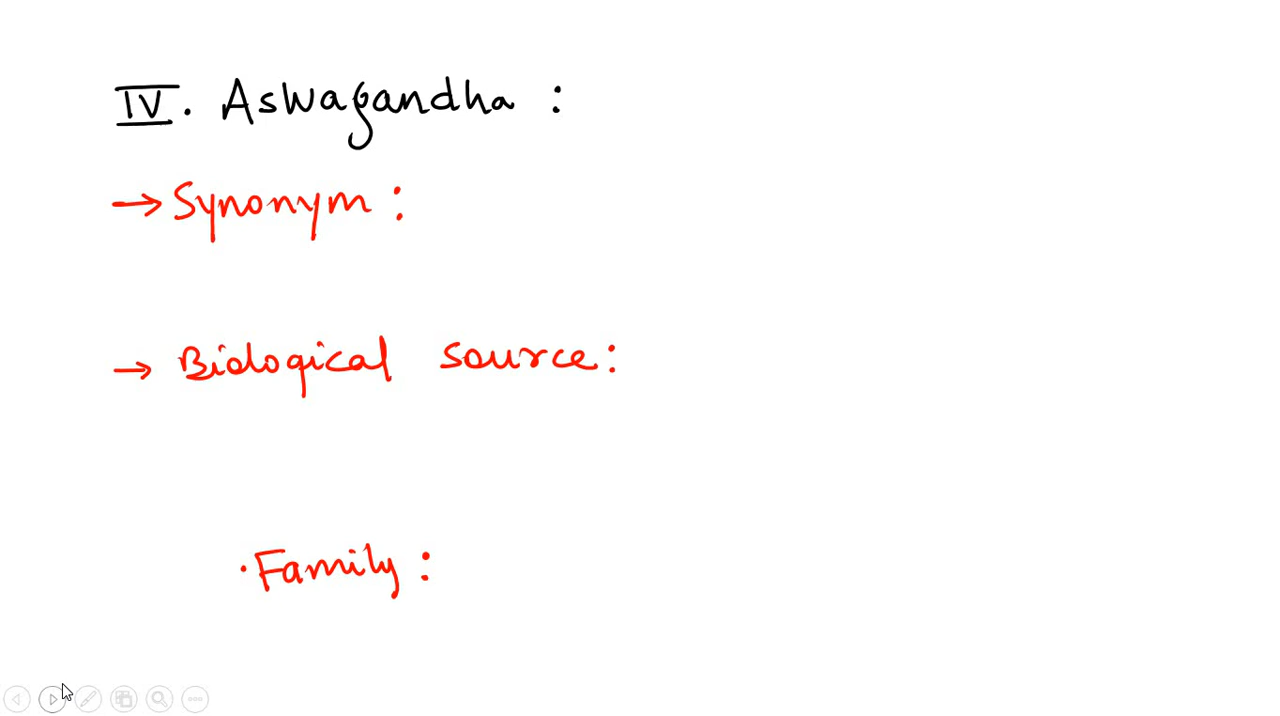 IV. Aswagandha :
→ Synonym :
→ Biological source:
· Family :